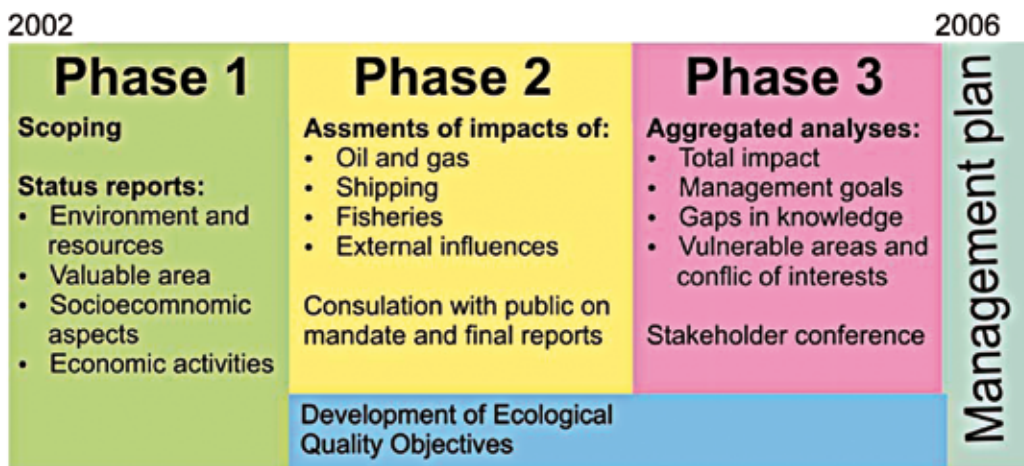 2002
2006
Phase 1
Scoping
Status reports:
• Environment and
resources
• Valuable area
• Socioecomnomic
aspects
• Economic activities
Phase 2
Assments of impacts of:
• Oil and gas
• Shipping
• Fisheries
• External influences
Consulation with public on
mandate and final reports
Phase 3
Aggregated analyses:
• Total impact
• Management goals
• Gaps in knowledge
• Vulnerable areas and
conflic of interests
Stakeholder conference
Development of Ecological
Quality Objectives
Management plan